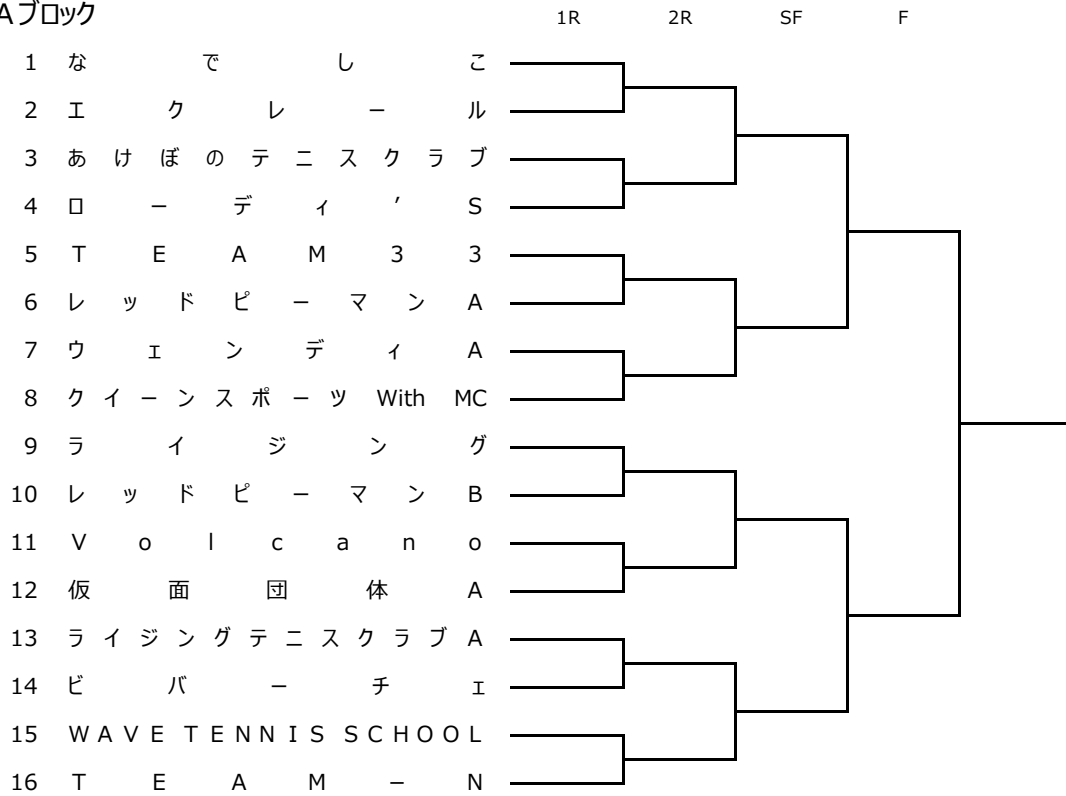 Aブロック 1R 2R SF F
1 なでしこ
2 エクレール
3 あけぼのテニスクラブ
4 ローディ’S
5 TEAM33
6 レッドピーマンA
7 ウェンディA
8 クイーンスポーツ With MC
9 ライジング
10 レッドピーマンB
11 Volcano
12 仮面団体A
13 ライジングテニスクラブA
14 ビバーチェ
15 WAVE TENNIS SCHOOL
16 TEAM－N